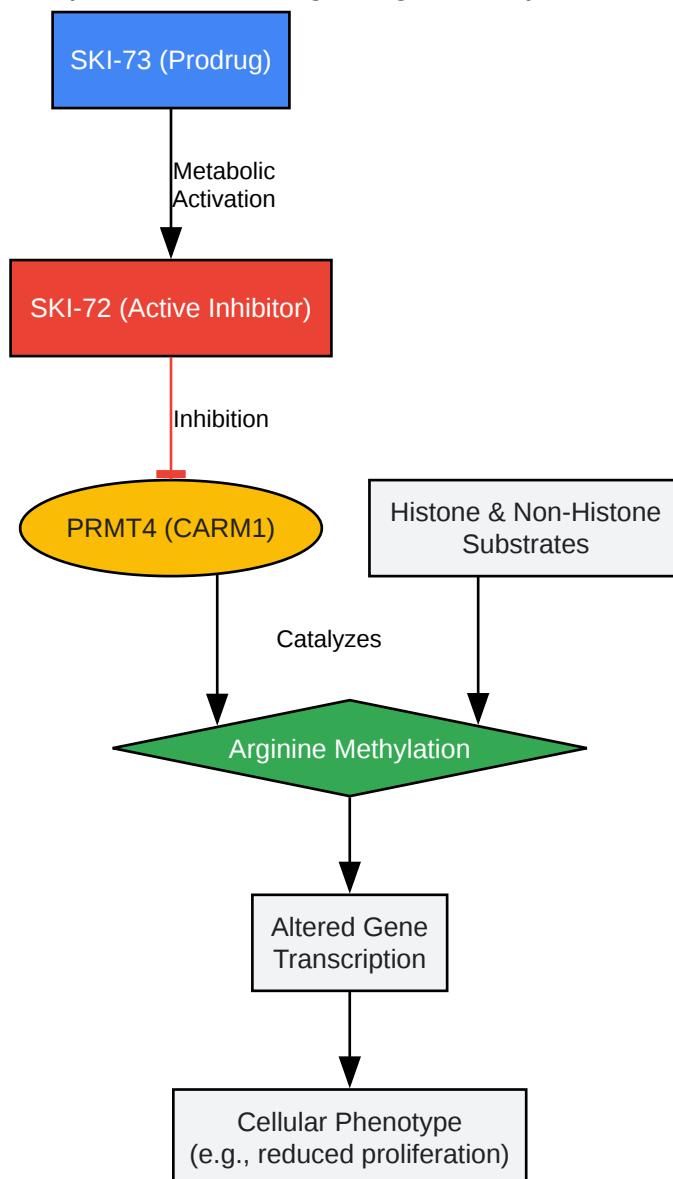 SKI-73 (Prodrug)
Metabolic
Activation
SKI-72 (Active Inhibitor)
Inhibition
PRMT4 (CARM1)
Histone & Non-Histone
Substrates
Catalyzes
Arginine Methylation
Altered Gene
Transcription
Cellular Phenotype
(e.g., reduced proliferation)